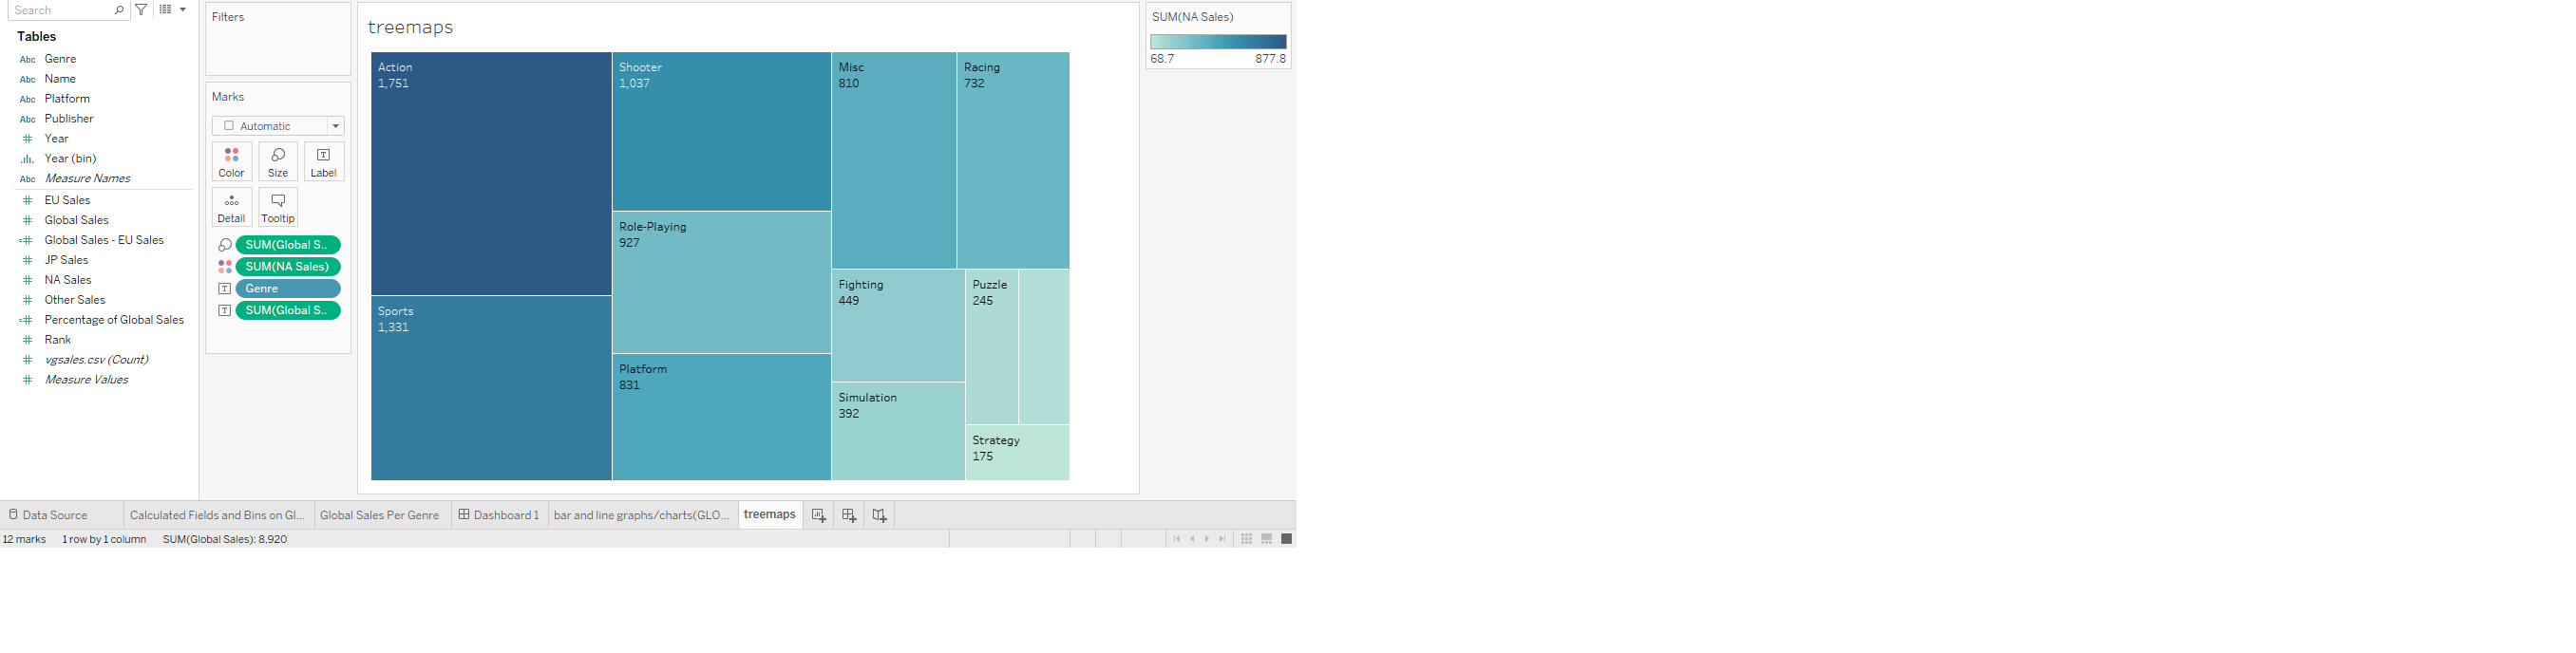 Search
Tables
Abc Genre
Abc Name
Abc Platform
Abc Publisher
# Year
Year (bin)
Abc Measure Names
# EU Sales
# Global Sales
=# Global Sales - EU Sales
# JP Sales
# NA Sales
# Other Sales
=# Percentage of Global Sales
# Rank
# vgsales.csv (Count)
# Measure Values
Filters
Marks
Automatic
Color Size Label
Detail Tooltip
SUM(Global S..
SUM(NA Sales)
Genre
SUM(Global S..
treemaps
Action
1,751
Sports
1,331
Shooter
1,037
Role-Playing
927
Platform
831
Misc
810
Racing
732
Fighting
449
Simulation
392
Puzzle
245
Strategy
175
SUM(NA Sales)
68.7 877.8
Data Source Calculated Fields and Bins on Gl... Global Sales Per Genre Dashboard 1 bar and line graphs/charts(GLO... treemaps
12 marks 1 row by 1 column SUM(Global Sales): 8,920